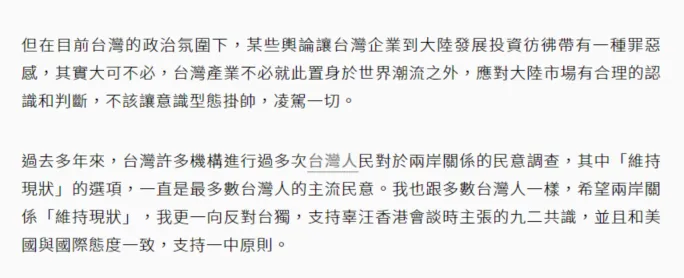 但在目前台灣的政治氛圍下，某些輿論讓台灣企業到大陸發展投資彷彿帶有一種罪惡
感，其實大可不必，台灣產業不必就此置身於世界潮流之外，應對大陸市場有合理的認
識和判斷，不該讓意識型態掛帥，凌駕一切。
過去多年來，台灣許多機構進行過多次台灣人民對於兩岸關係的民意調查，其中「維持
現狀」的選項，一直是最多數台灣人的主流民意。我也跟多數台灣人一樣，希望兩岸關
係「維持現狀」，我更一向反對台獨，支持辜汪香港會談時主張的九二共識，並且和美
國與國際態度一致，支持一中原則。